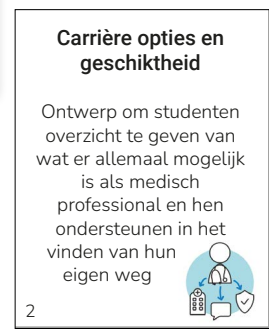 Carrière opties en
geschiktheid
Ontwerp om studenten
overzicht te geven van
wat er allemaal mogelijk
is als medisch
professional en hen
ondersteunen in het
vinden van hun
eigen weg
2